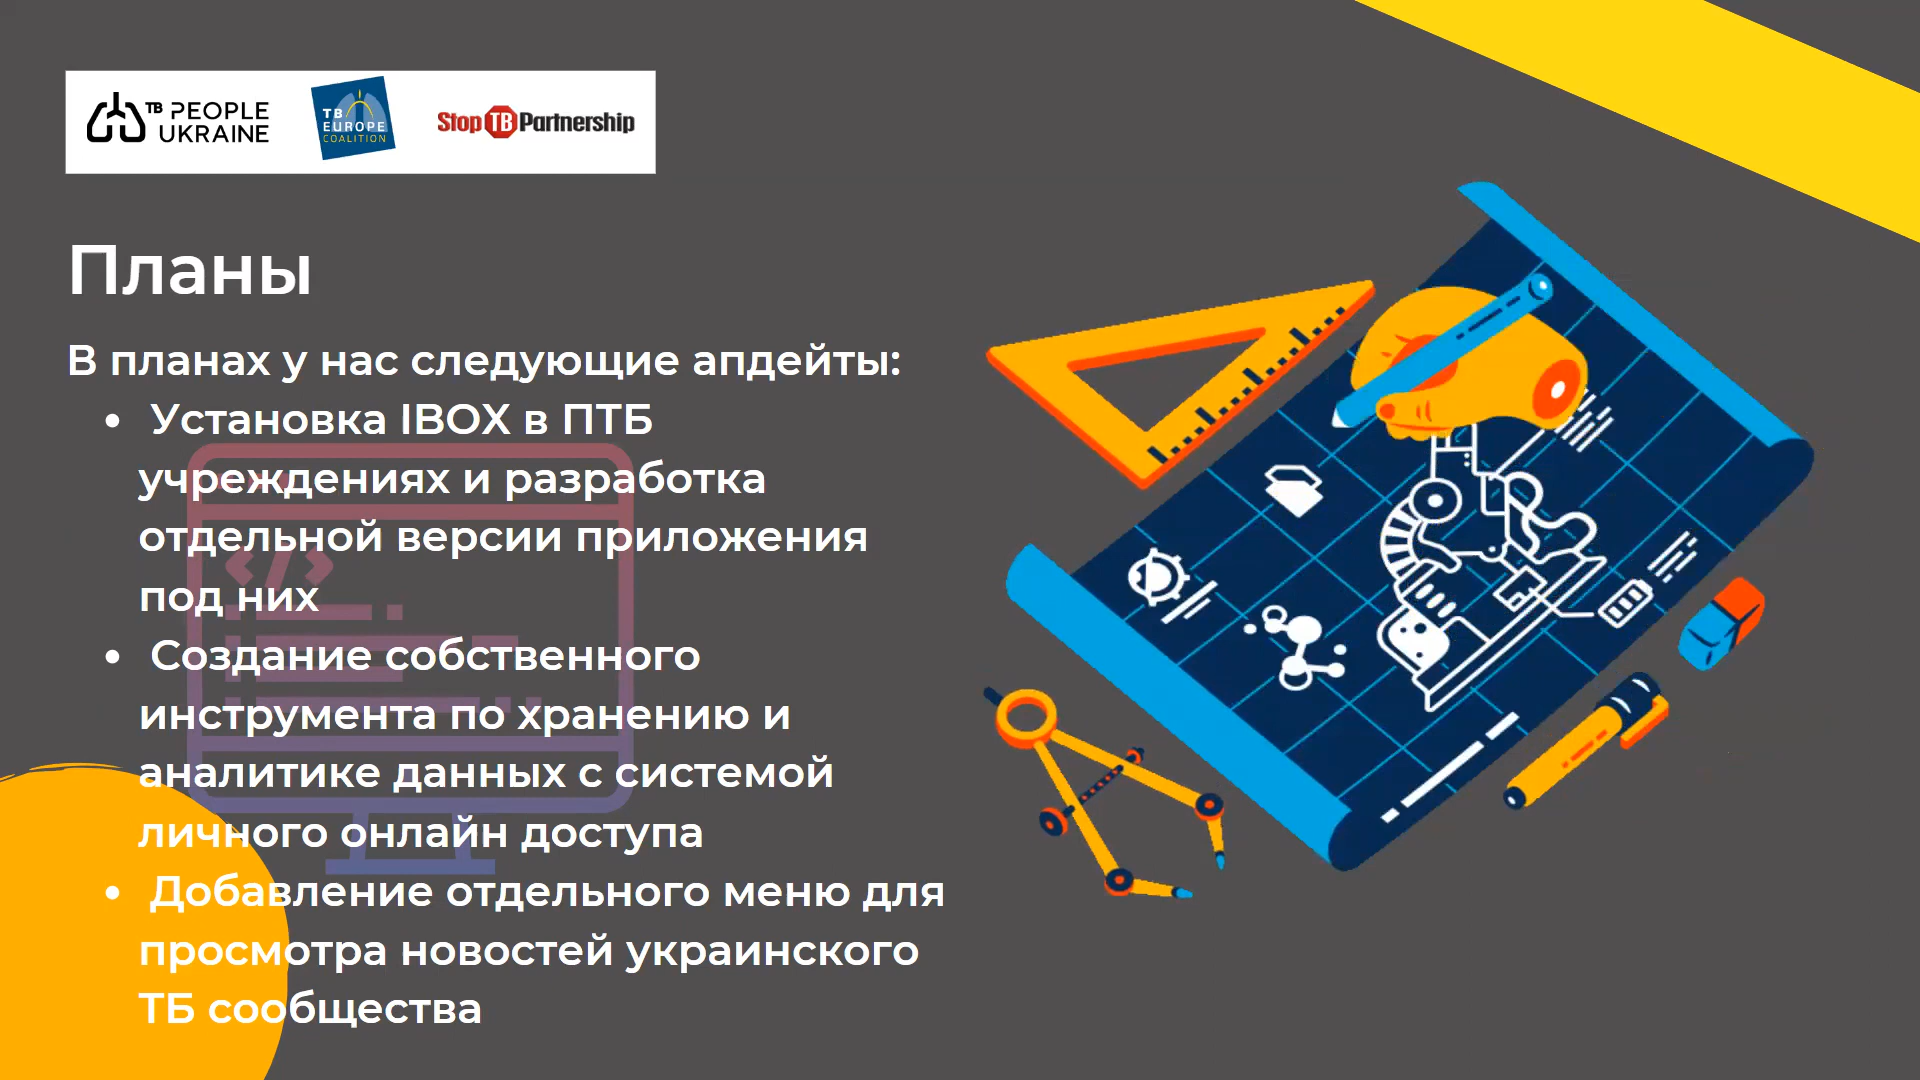 TB PEOPLE
UKRAINE
TB
EUROPE
COALITION
Stop TB Partnership
Планы
В планах у нас следующие апдейты:
• Установка IBOX в ПТБ
учреждениях и разработка
отдельной версии приложения
под них
• Создание собственного
инструмента по хранению и
аналитике данных с системой
личного онлайн доступа
• Добавление отдельного меню для
просмотра новостей украинского
ТБ сообщества